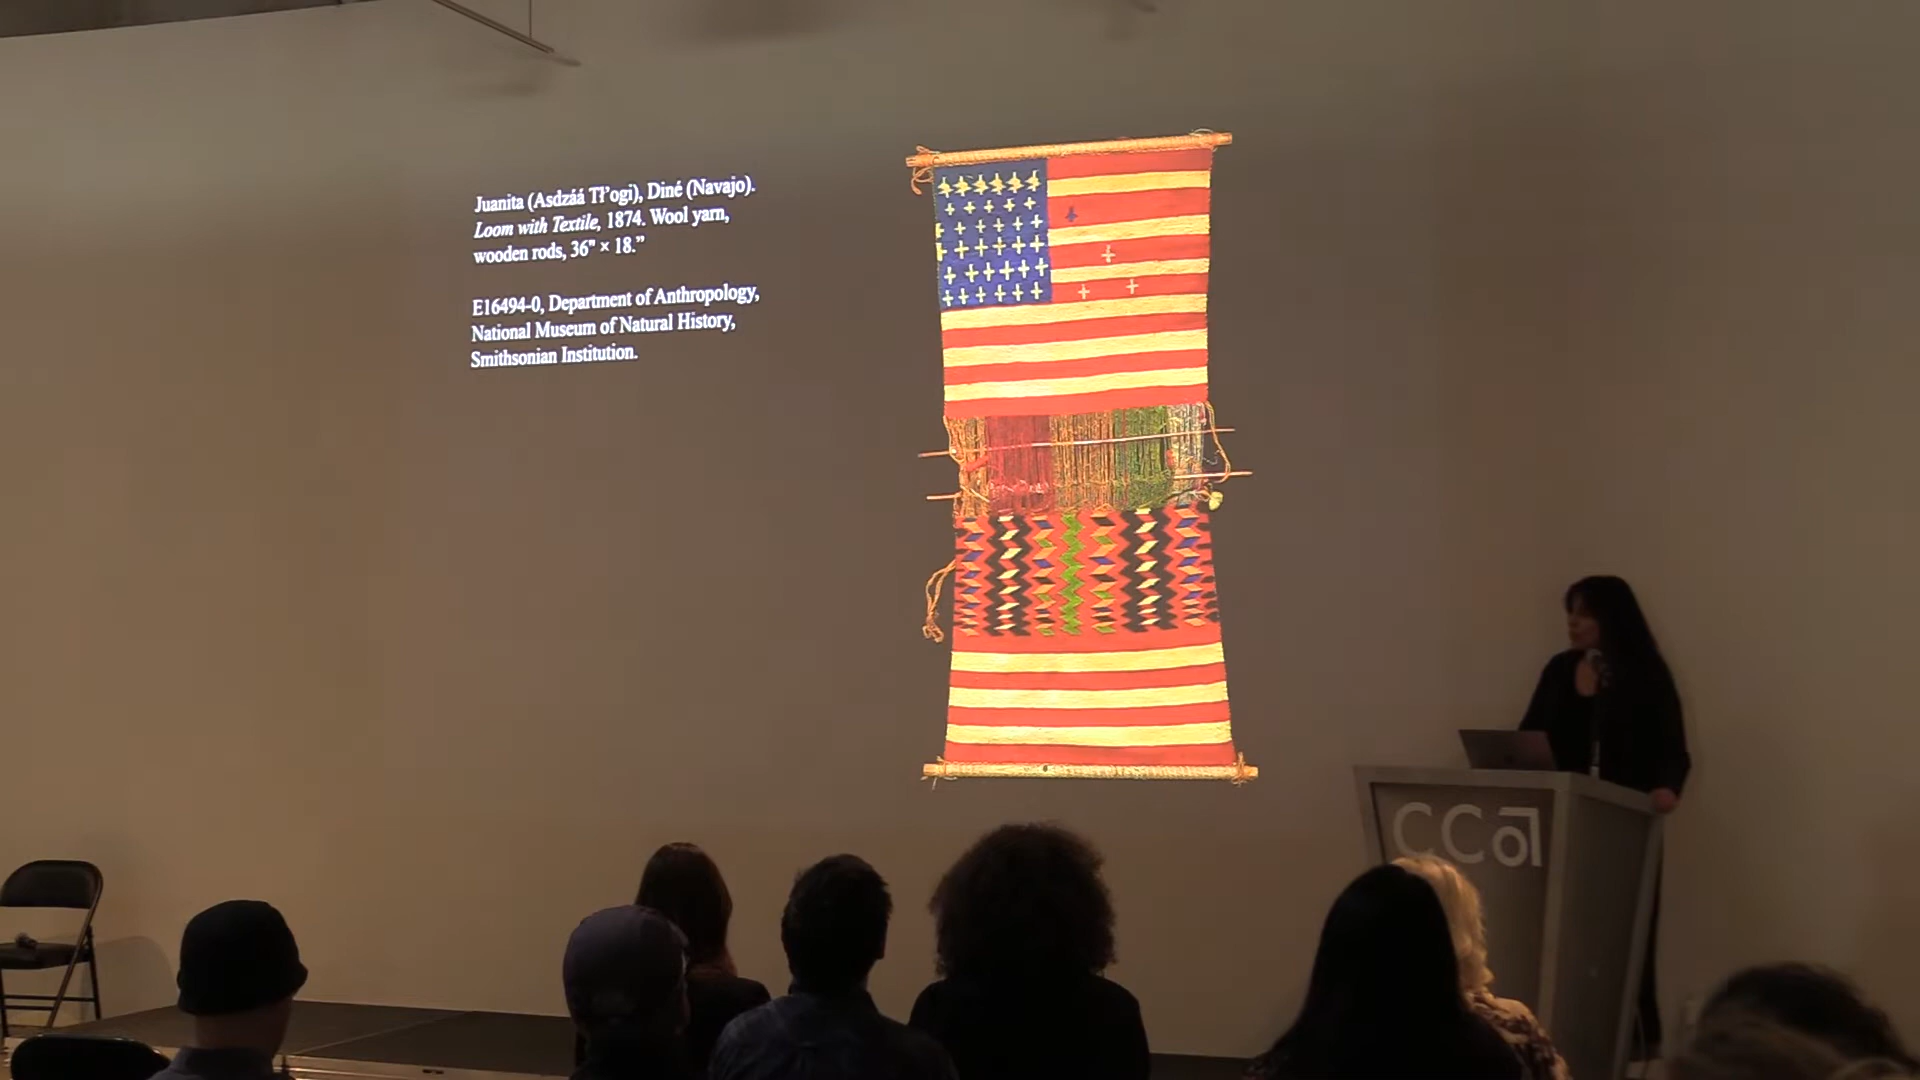 Juanita (Asdzáá Tł’ogi), Diné (Navajo).
Loom with Textile, 1874. Wool yarn,
wooden rods, 36" × 18.”
E16494-0, Department of Anthropology,
National Museum of Natural History,
Smithsonian Institution.
CCA